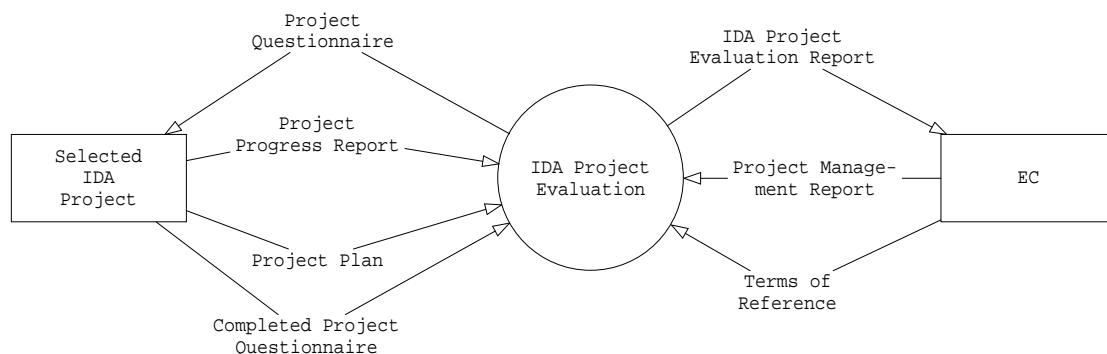 Project
Questionnaire
IDA Project
Evaluation Report
Project
Progress Report
Selected
IDA
Project
IDA Project
Evaluation
Project Manage-
ment Report
EC
Project Plan
Terms of
Reference
Completed Project
Questionnaire